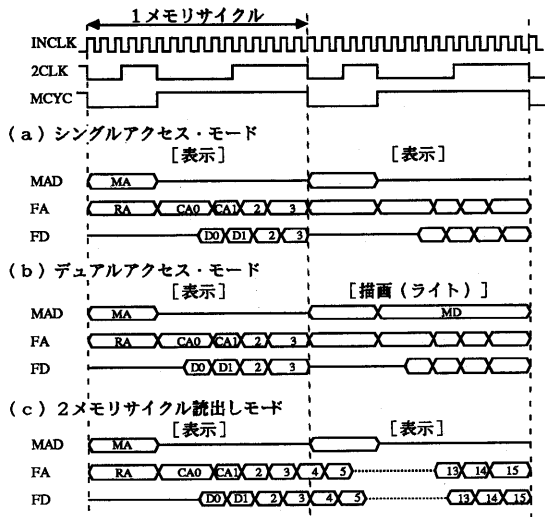 1メモリサイクル
INCLK
2CLK
MCYC
(a)シングルアクセス・モード
[表示] [表示]
MAD MA
FA RA CA0 CA1 2 3
FD D0 D1 2 3
(b)デュアルアクセス・モード
[表示] [描画(ライト)]
MAD MA MD
FA RA CA0 CA1 2 3
FD D0 D1 2 3
(c)2メモリサイクル読出しモード
[表示] [表示]
MAD MA
FA RA CA0 CA1 2 3 4 5 13 14 15
FD D0 D1 2 3 4 5 13 14 15